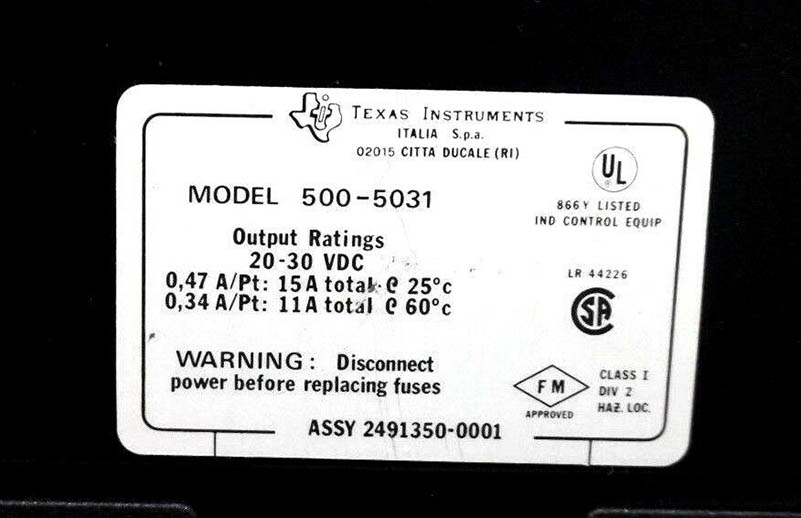 TEXAS INSTRUMENTS
ITALIA S.p.a.
02015 CITTA DUCALE (RI)
UL
866Y LISTED
IND CONTROL EQUIP
MODEL 500-5031
Output Ratings
20-30 VDC
0,47 A/Pt: 15A total @ 25°c
0,34 A/Pt: 11A total @ 60°c
LR 44226
SA
WARNING: Disconnect
power before replacing fuses
FM
APPROVED
CLASS I
DIV 2
HAZ. LOC.
ASSY 2491350-0001